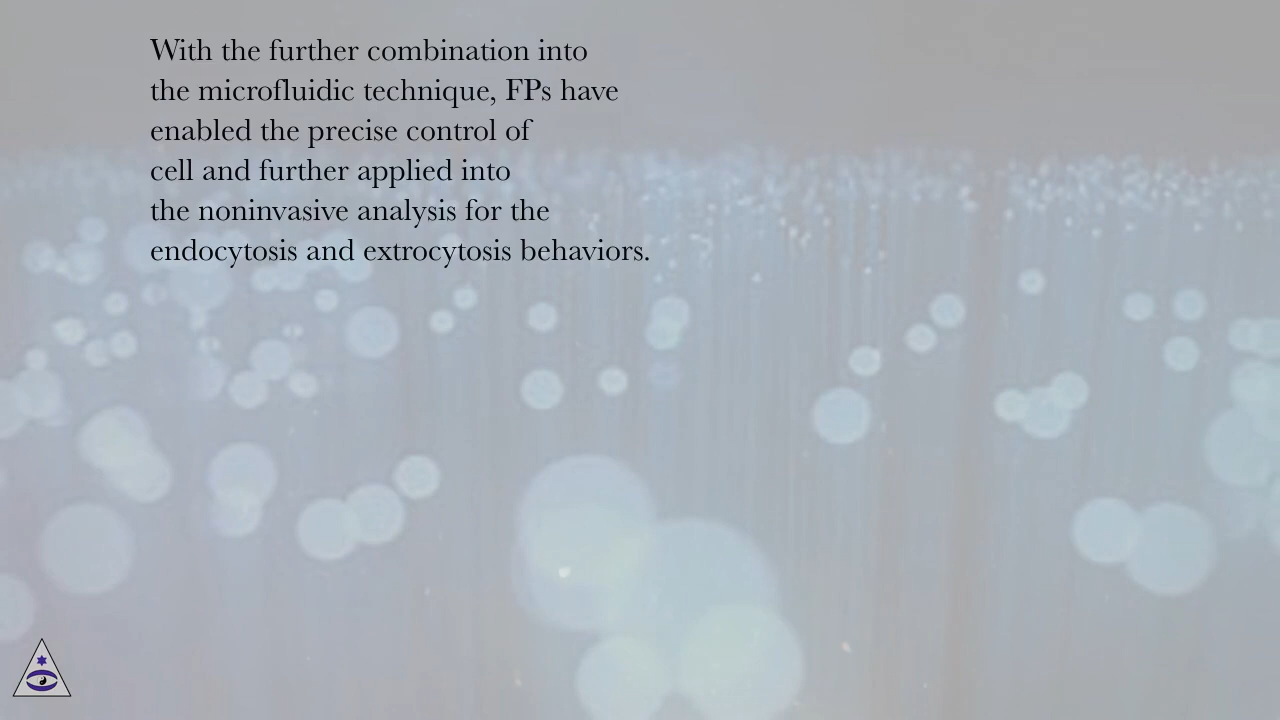 With the further combination into
the microfluidic technique, FPs have
enabled the precise control of
cell and further applied into
the noninvasive analysis for the
endocytosis and extrocytosis behaviors.